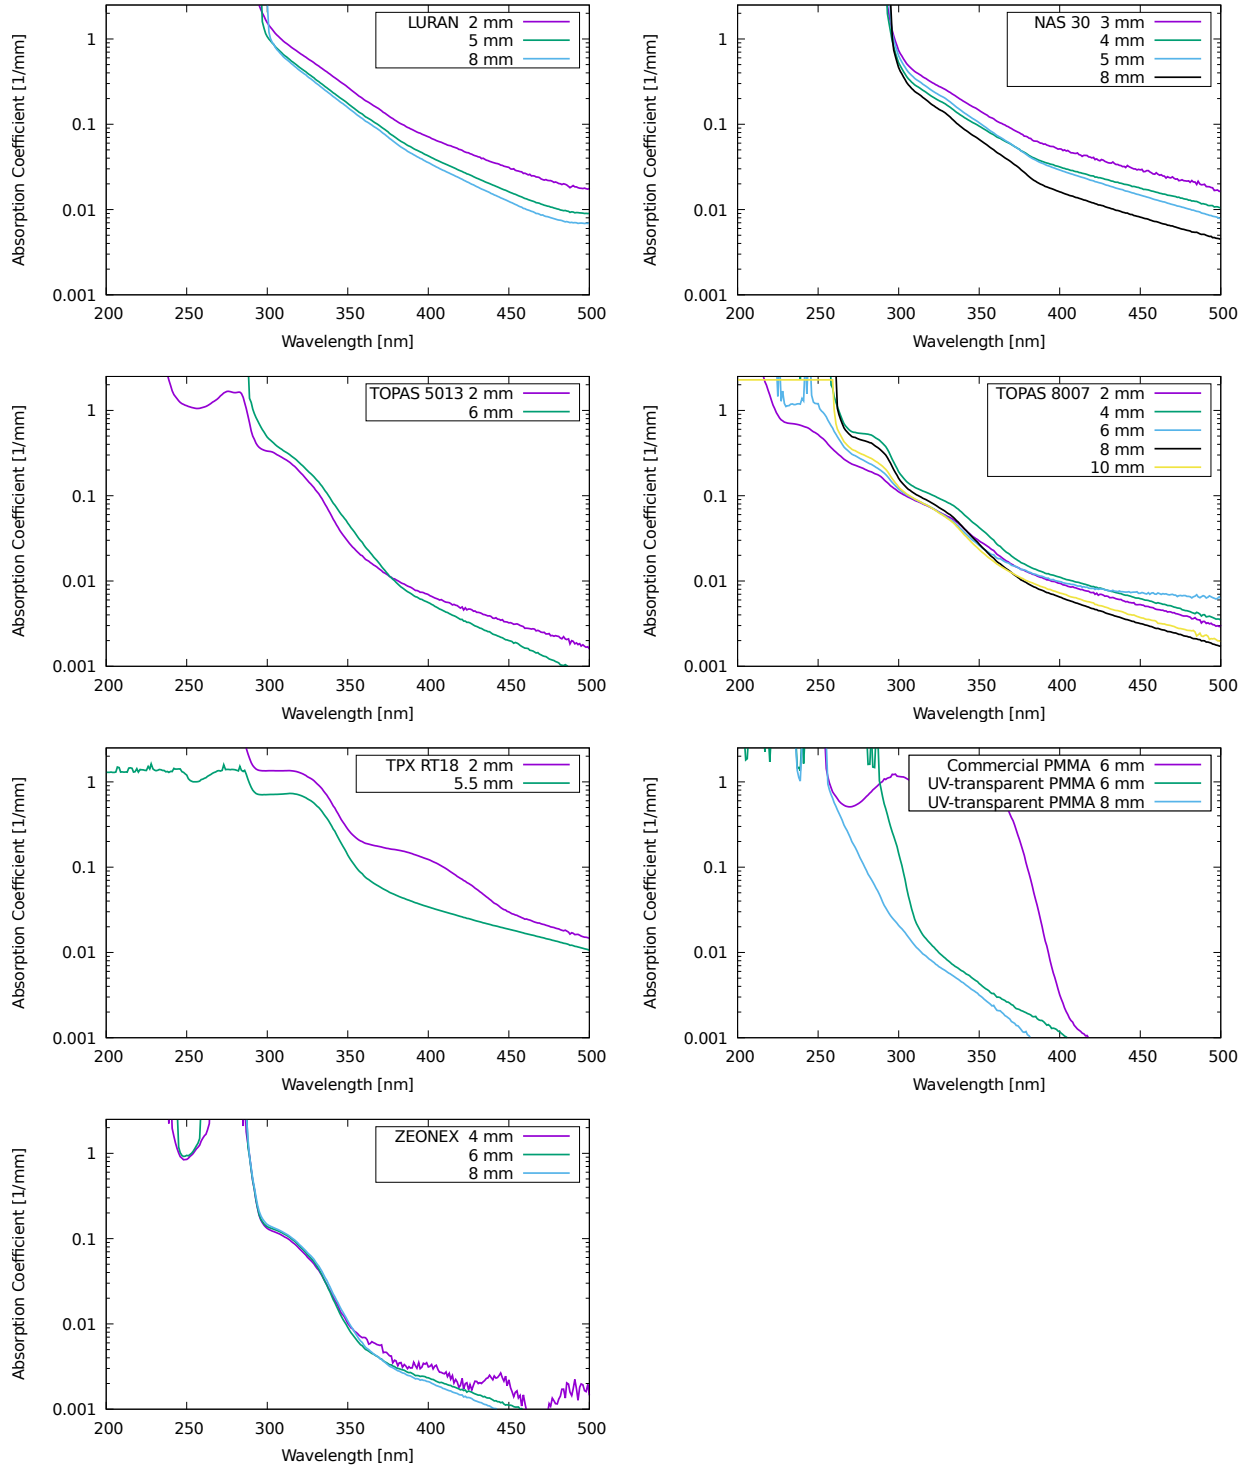 Absorption Coefficient [1/mm]
1
0.1
0.01
0.001
LURAN 2 mm
5 mm
8 mm
200 250 300 350 400 450 500
Wavelength [nm]
Absorption Coefficient [1/mm]
1
0.1
0.01
0.001
NAS 30 3 mm
4 mm
5 mm
8 mm
200 250 300 350 400 450 500
Wavelength [nm]
Absorption Coefficient [1/mm]
1
0.1
0.01
0.001
TOPAS 5013 2 mm
6 mm
200 250 300 350 400 450 500
Wavelength [nm]
Absorption Coefficient [1/mm]
1
0.1
0.01
0.001
TOPAS 8007 2 mm
4 mm
6 mm
8 mm
10 mm
200 250 300 350 400 450 500
Wavelength [nm]
Absorption Coefficient [1/mm]
1
0.1
0.01
0.001
TPX RT18 2 mm
5.5 mm
200 250 300 350 400 450 500
Wavelength [nm]
Absorption Coefficient [1/mm]
1
0.1
0.01
0.001
Commercial PMMA 6 mm
UV-transparent PMMA 6 mm
UV-transparent PMMA 8 mm
200 250 300 350 400 450 500
Wavelength [nm]
Absorption Coefficient [1/mm]
1
0.1
0.01
0.001
ZEONEX 4 mm
6 mm
8 mm
200 250 300 350 400 450 500
Wavelength [nm]